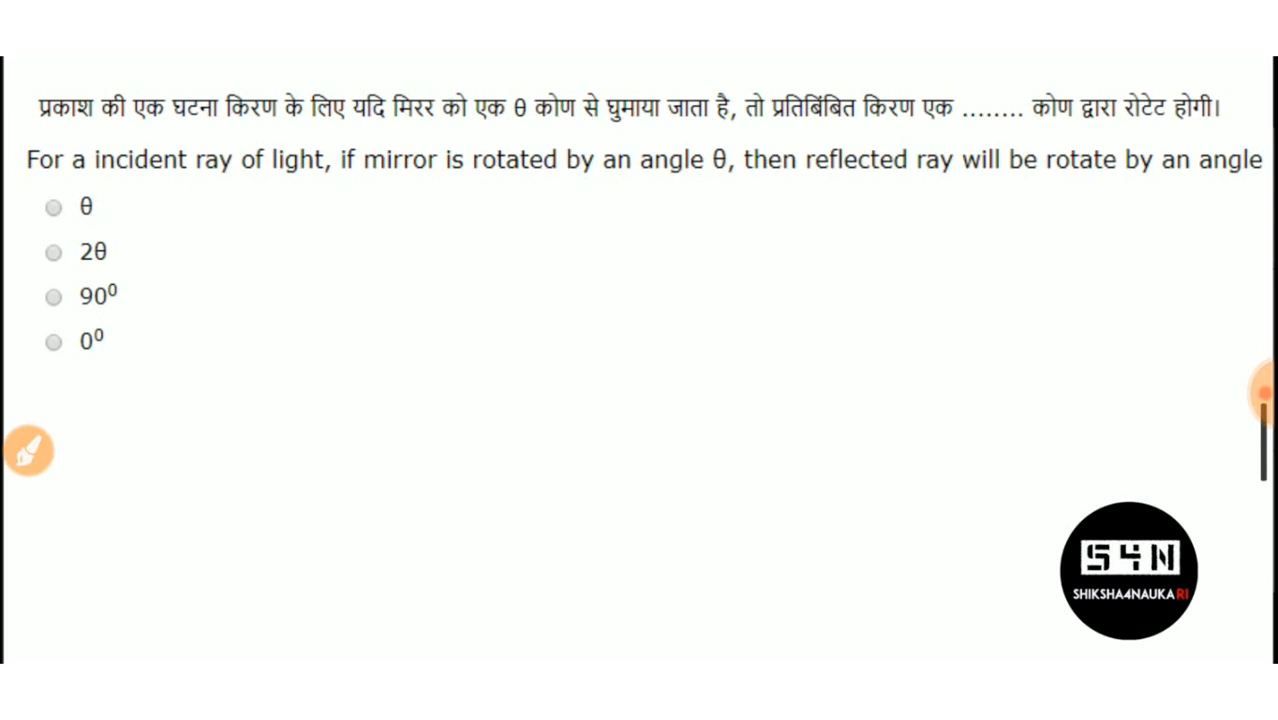 प्रकाश की एक घटना किरण के लिए यदि मिरर को एक θ कोण से घुमाया जाता है, तो प्रतिबिंबित किरण एक ........ कोण द्वारा रोटेट होगी।
For a incident ray of light, if mirror is rotated by an angle θ, then reflected ray will be rotate by an angle
θ
2θ
90⁰
0⁰
S4N
SHIKSHA4NAUKARI